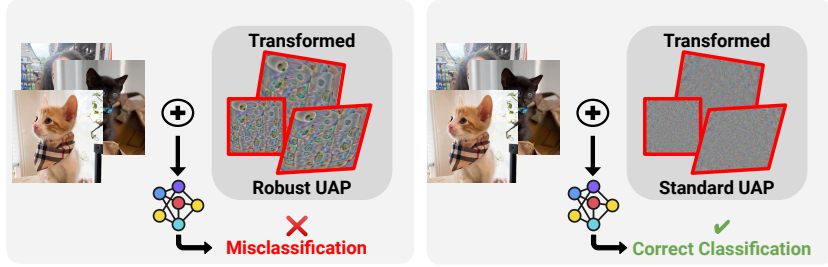 Transformed
Robust UAP
Misclassification
Transformed
Standard UAP
Correct Classification